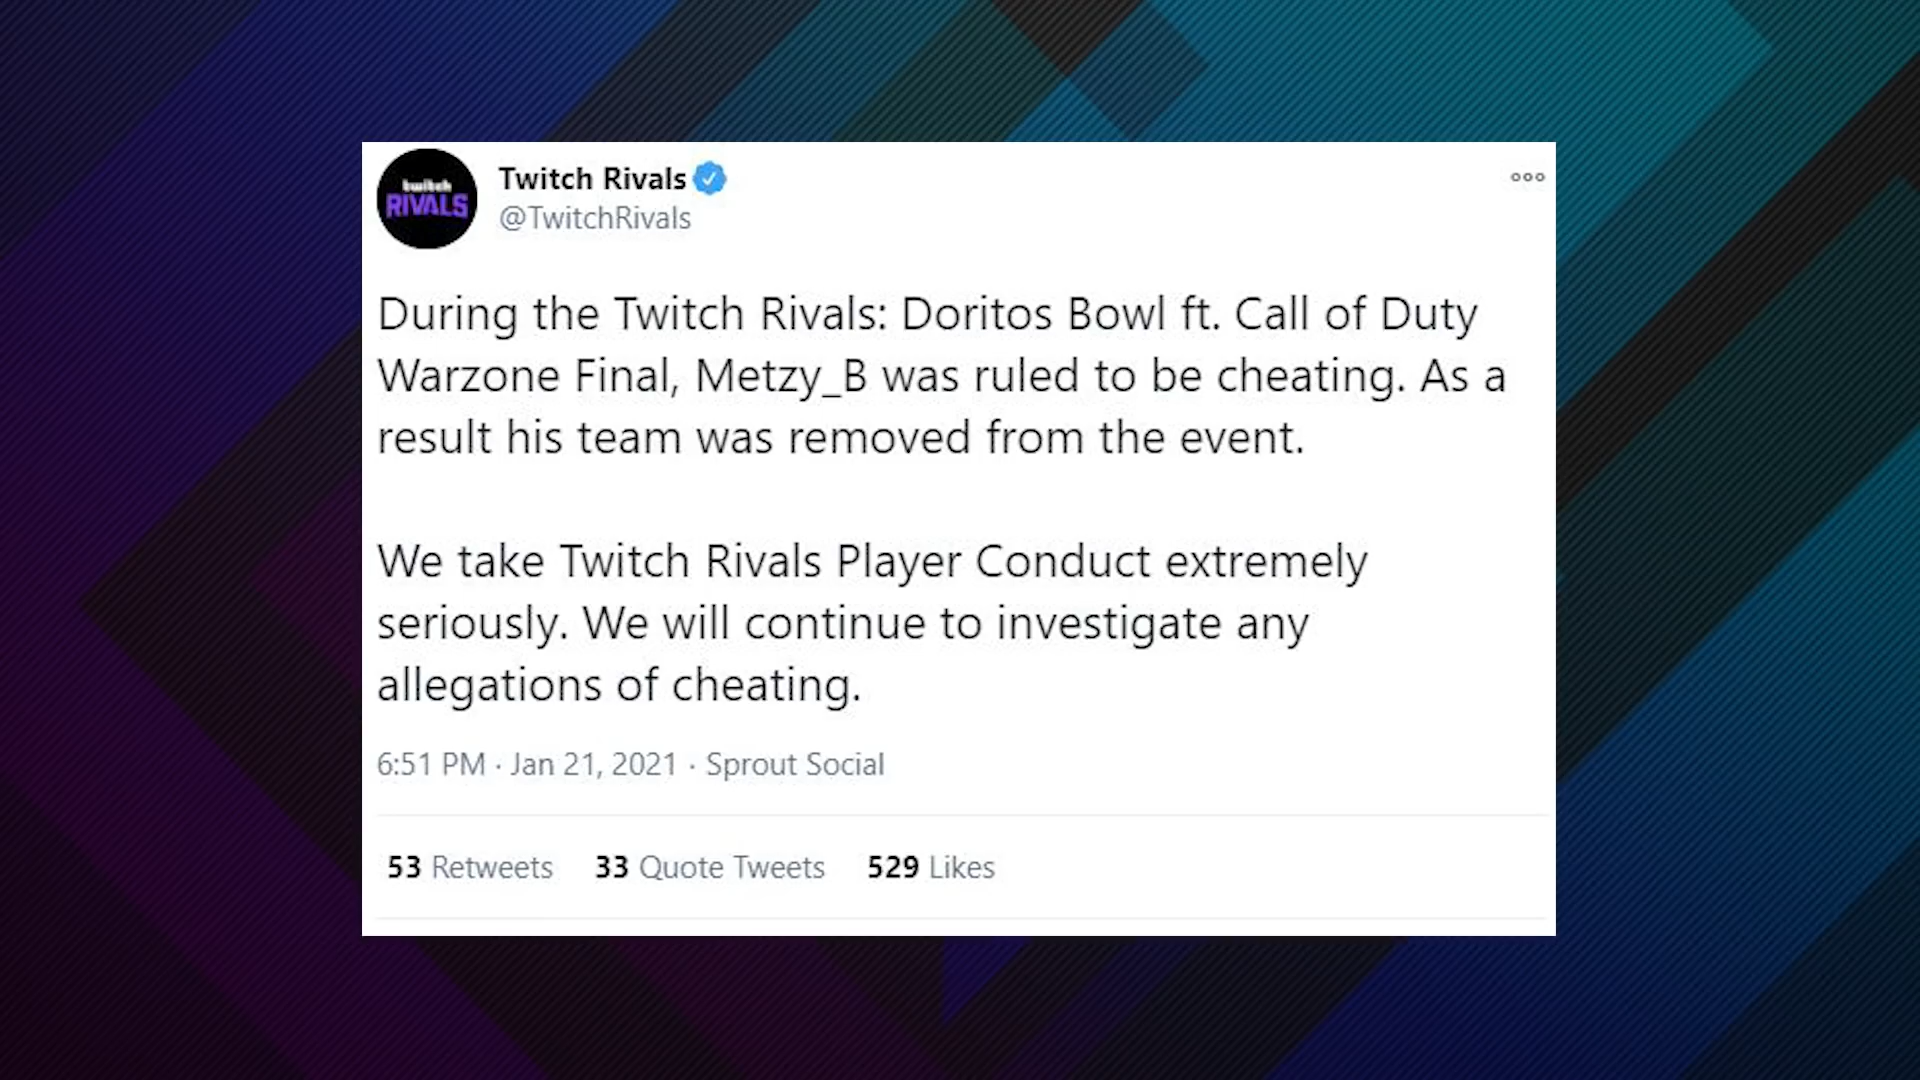 twitch
RIVALS
Twitch Rivals
@TwitchRivals
During the Twitch Rivals: Doritos Bowl ft. Call of Duty
Warzone Final, Metzy_B was ruled to be cheating. As a
result his team was removed from the event.
We take Twitch Rivals Player Conduct extremely
seriously. We will continue to investigate any
allegations of cheating.
6:51 PM · Jan 21, 2021 · Sprout Social
53 Retweets 33 Quote Tweets 529 Likes